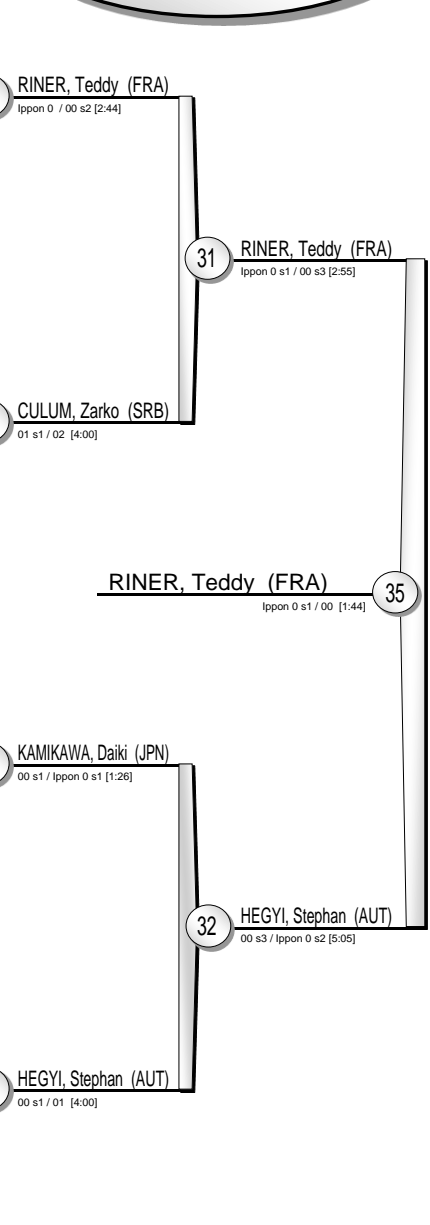 RINER, Teddy (FRA)
Ippon 0 / 00 s2 [2:44]
31
RINER, Teddy (FRA)
Ippon 0 s1 / 00 s3 [2:55]
CULUM, Zarko (SRB)
01 s1 / 02 [4:00]
RINER, Teddy (FRA)
35
Ippon 0 s1 / 00 [1:44]
KAMIKAWA, Daiki (JPN)
00 s1 / Ippon 0 s1 [1:26]
32
HEGYI, Stephan (AUT)
00 s3 / Ippon 0 s2 [5:05]
HEGYI, Stephan (AUT)
00 s1 / 01 [4:00]